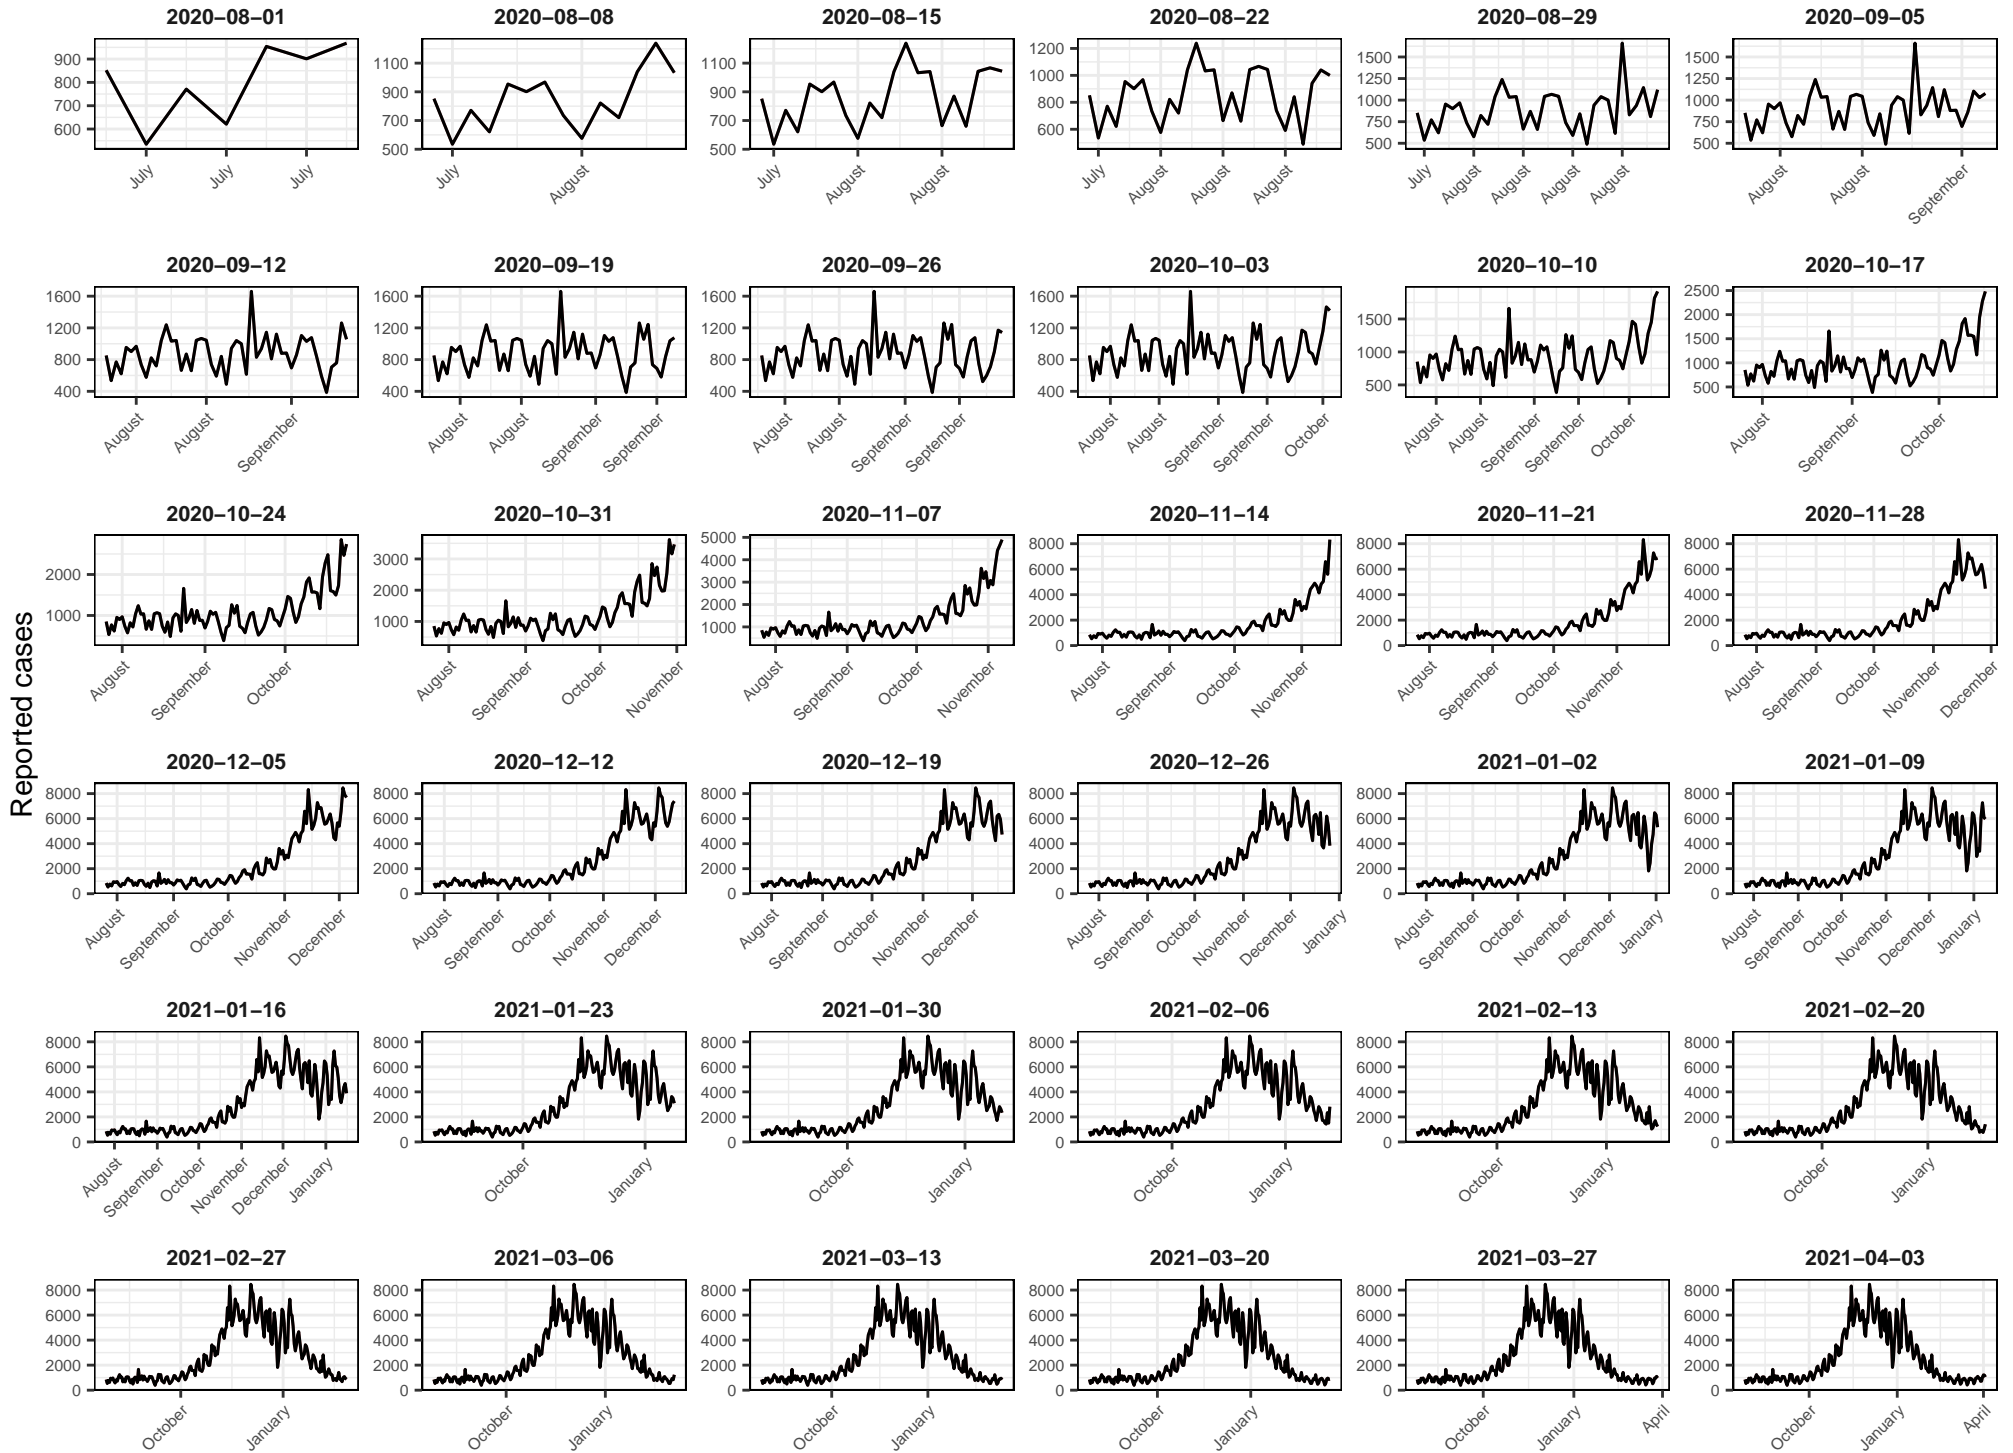 Reported cases
2020−08−01 2020−08−08 2020−08−15 2020−08−22 2020−08−29 2020−09−05
900 800 700 600
1100 900 700 500
1100 900 700 500
1200 1000 800 600
1500 1250 1000 750 500
1500 1250 1000 750 500
July July July
July August
July August August
July August August August
July August August August August
August August September
2020−09−12 2020−09−19 2020−09−26 2020−10−03 2020−10−10 2020−10−17
1600 1200 800 400
1600 1200 800 400
1600 1200 800 400
1600 1200 800 400
1500 1000 500
2500 2000 1500 1000 500
August August September
August August September September
August August September September
August August September September October
August August September September October
August September October
2020−10−24 2020−10−31 2020−11−07 2020−11−14 2020−11−21 2020−11−28
2000 1000
3000 2000 1000
5000 4000 3000 2000 1000
8000 6000 4000 2000 0
8000 6000 4000 2000 0
8000 6000 4000 2000 0
August September October
August September October November
August September October November
August September October November
August September October November
August September October November December
2020−12−05 2020−12−12 2020−12−19 2020−12−26 2021−01−02 2021−01−09
8000 6000 4000 2000 0
8000 6000 4000 2000 0
8000 6000 4000 2000 0
8000 6000 4000 2000 0
8000 6000 4000 2000 0
8000 6000 4000 2000 0
August September October November December
August September October November December
August September October November December
August September October November December January
August September October November December January
August September October November December January
2021−01−16 2021−01−23 2021−01−30 2021−02−06 2021−02−13 2021−02−20
8000 6000 4000 2000 0
8000 6000 4000 2000 0
8000 6000 4000 2000 0
8000 6000 4000 2000 0
8000 6000 4000 2000 0
8000 6000 4000 2000 0
August September October November December January
October January
October January
October January
October January
October January
2021−02−27 2021−03−06 2021−03−13 2021−03−20 2021−03−27 2021−04−03
8000 6000 4000 2000 0
8000 6000 4000 2000 0
8000 6000 4000 2000 0
8000 6000 4000 2000 0
8000 6000 4000 2000 0
8000 6000 4000 2000 0
October January
October January
October January
October January
October January April
October January April